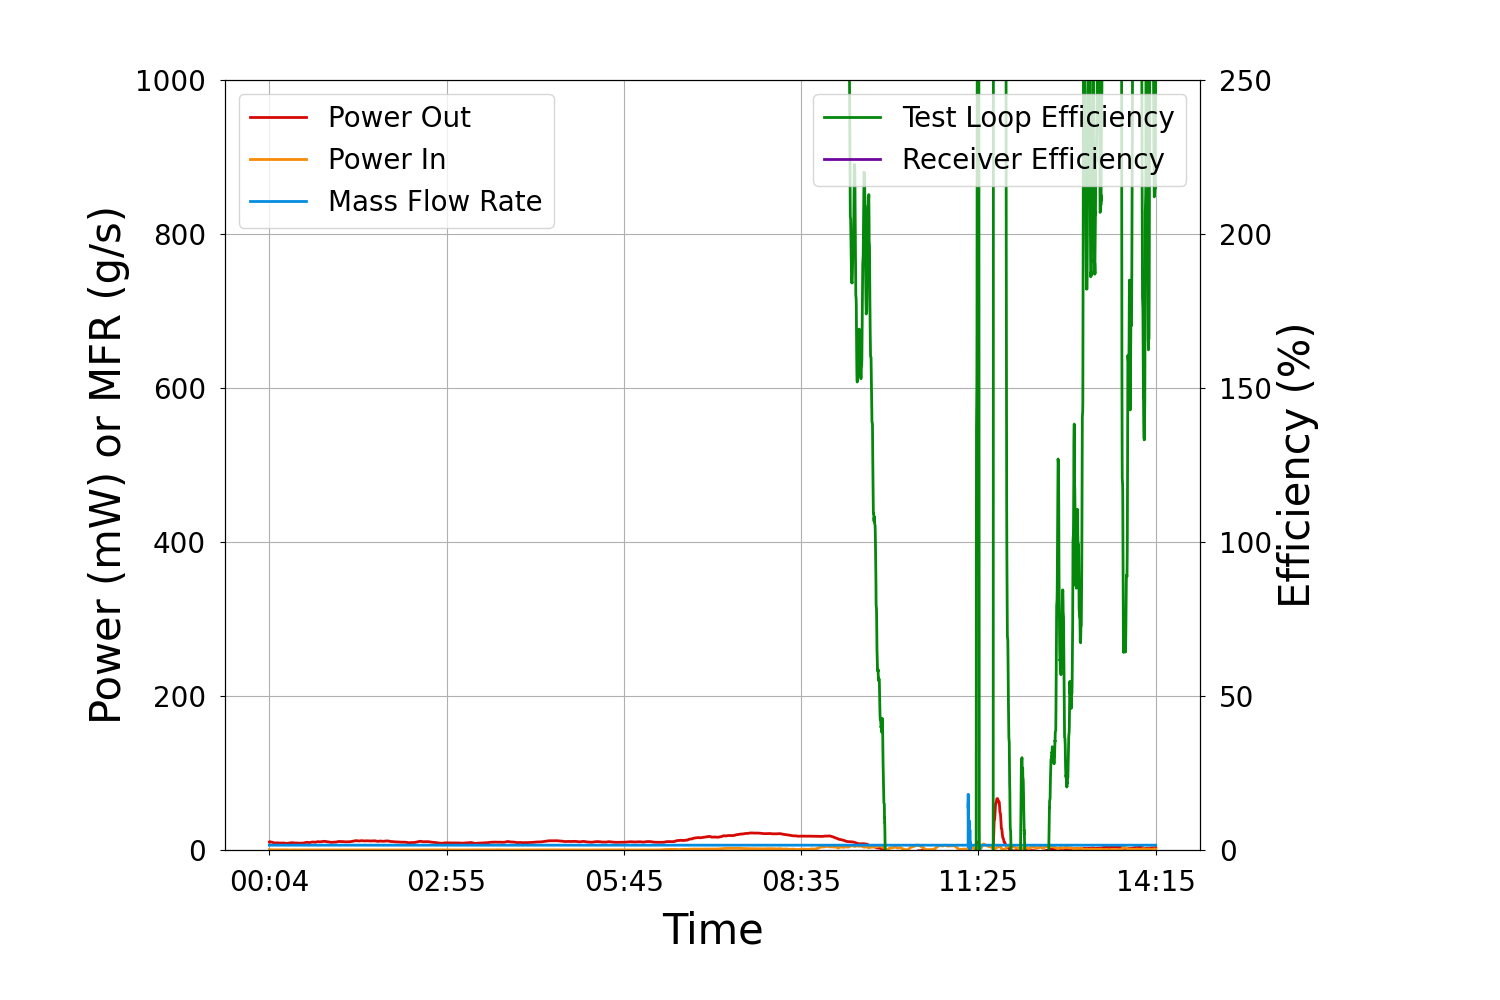 1000
800
600
400
200
0
Power (mW) or MFR (g/s)
Power Out
Power In
Mass Flow Rate
Test Loop Efficiency
Receiver Efficiency
250
200
150
100
50
0
Efficiency (%)
00:04 02:55 05:45 08:35 11:25 14:15
Time